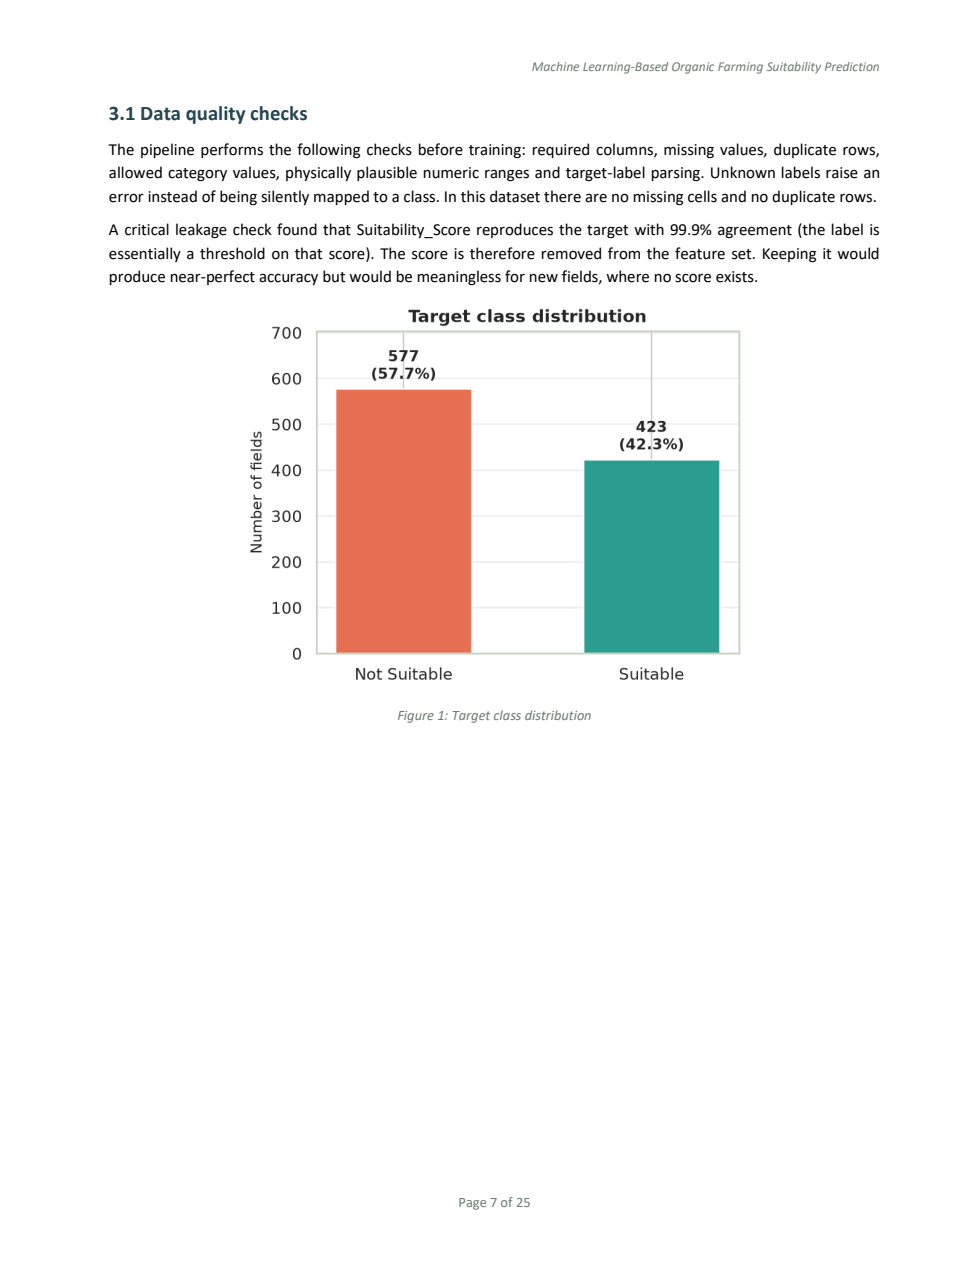 Machine Learning-Based Organic Farming Suitability Prediction
3.1 Data quality checks
The pipeline performs the following checks before training: required columns, missing values, duplicate rows,
allowed category values, physically plausible numeric ranges and target-label parsing. Unknown labels raise an
error instead of being silently mapped to a class. In this dataset there are no missing cells and no duplicate rows.
A critical leakage check found that Suitability_Score reproduces the target with 99.9% agreement (the label is
essentially a threshold on that score). The score is therefore removed from the feature set. Keeping it would
produce near-perfect accuracy but would be meaningless for new fields, where no score exists.
Target class distribution
Number of fields
700
600
500
400
300
200
100
0
577
(57.7%)
423
(42.3%)
Not Suitable
Suitable
Figure 1: Target class distribution
Page 7 of 25